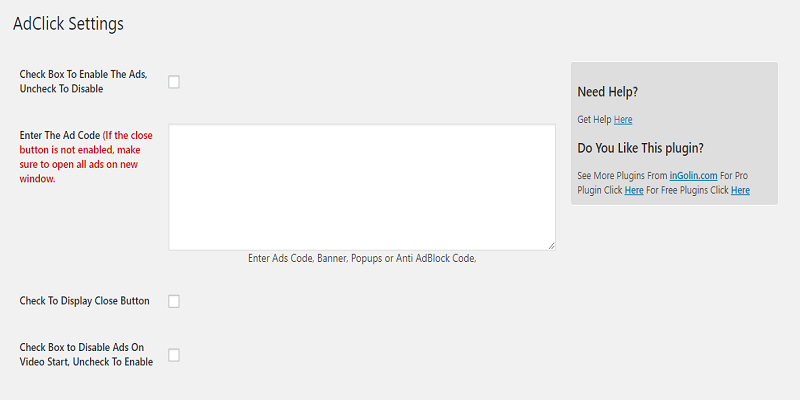 AdClick Settings
Check Box To Enable The Ads,
Uncheck To Disable
Enter The Ad Code (If the close
button is not enabled, make
sure to open all ads on new
window.
Enter Ads Code, Banner, Popups or Anti AdBlock Code,
Check To Display Close Button
Check Box to Disable Ads On
Video Start, Uncheck To Enable
Need Help?
Get Help Here
Do You Like This plugin?
See More Plugins From inGolin.com For Pro
Plugin Click Here For Free Plugins Click Here